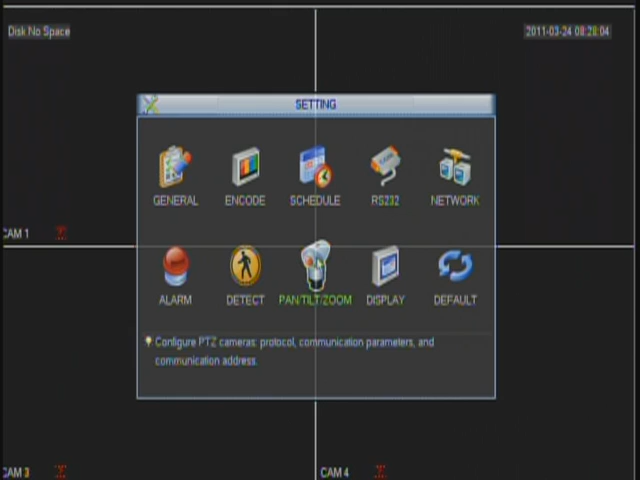 Disk No Space
2011-03-24 08:28:04
SETTING
GENERAL
ENCODE
SCHEDULE
RS232
NETWORK
CAM 1
ALARM
DETECT
PAN/TILT/ZOOM
DISPLAY
DEFAULT
Configure PTZ cameras: protocol, communication parameters, and
communication address.
CAM 3
CAM 4